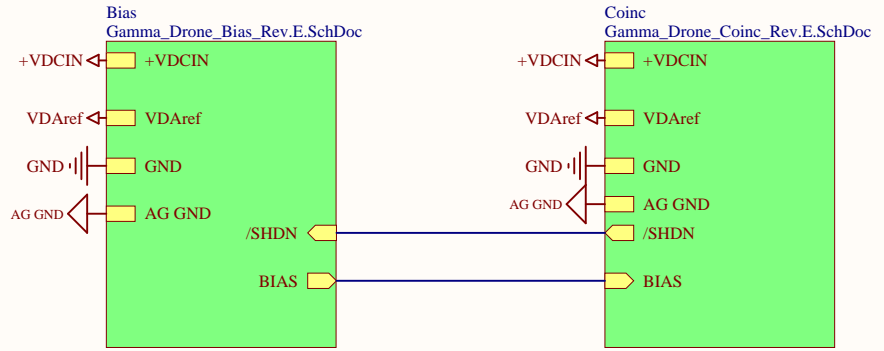 Bias
Gamma_Drone_Bias_Rev.E.SchDoc
+VDCIN
+VDCIN
VDAref
VDAref
GND
GND
AG GND
AG GND
/SHDN
BIAS
Coinc
Gamma_Drone_Coinc_Rev.E.SchDoc
+VDCIN
+VDCIN
VDAref
VDAref
GND
GND
AG GND
AG GND
/SHDN
BIAS